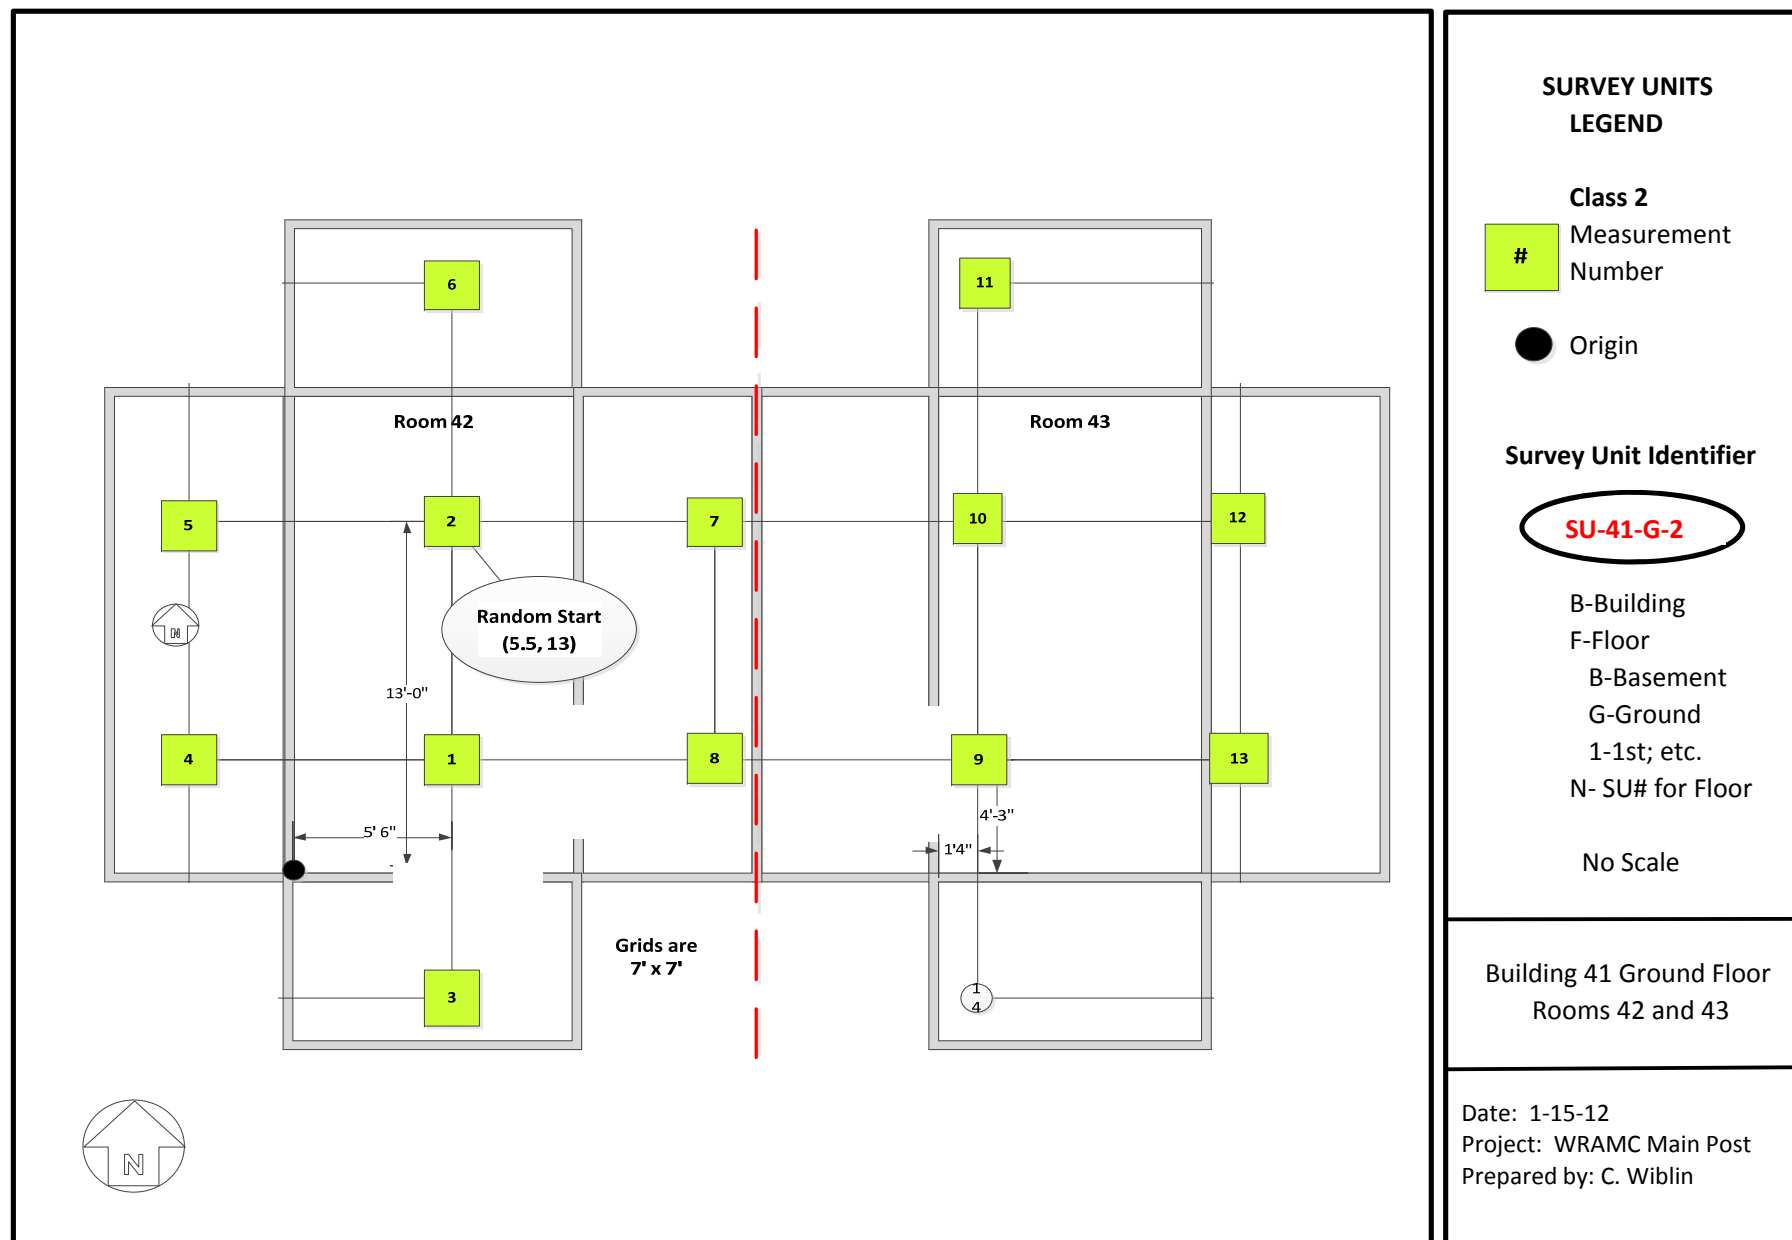 6
11
Room 42
Room 43
5
2
7
10
12
Random Start
(5.5, 13)
N
13'-0"
4
1
8
9
13
4'-3"
5' 6"
1'4"
Grids are
7' x 7'
3
1
4
N
SURVEY UNITS
LEGEND
Class 2
#
Measurement
Number
Origin
Survey Unit Identifier
SU-41-G-2
B-Building
F-Floor
B-Basement
G-Ground
1-1st; etc.
N- SU# for Floor
No Scale
Building 41 Ground Floor
Rooms 42 and 43
Date: 1-15-12
Project: WRAMC Main Post
Prepared by: C. Wiblin